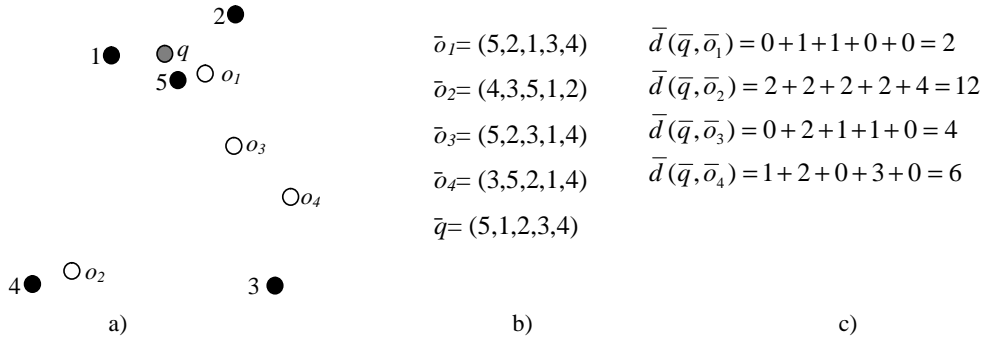 2
1
q
5
o₁
o₃
o₄
4
o₂
3
a)
ō₁= (5,2,1,3,4)
ō₂= (4,3,5,1,2)
ō₃= (5,2,3,1,4)
ō₄= (3,5,2,1,4)
q̄= (5,1,2,3,4)
b)
d̄(q̄,ō₁) = 0+1+1+0+0 = 2
d̄(q̄,ō₂) = 2+2+2+2+4 = 12
d̄(q̄,ō₃) = 0+2+1+1+0 = 4
d̄(q̄,ō₄) = 1+2+0+3+0 = 6
c)